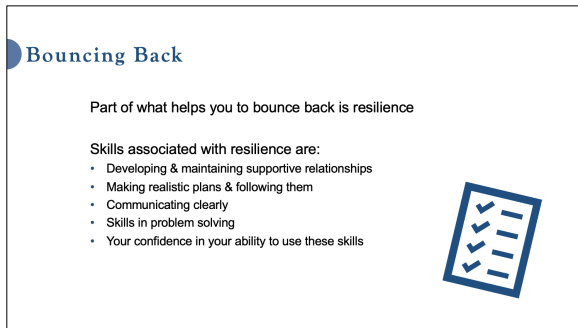 Bouncing Back
Part of what helps you to bounce back is resilience
Skills associated with resilience are:
• Developing & maintaining supportive relationships
• Making realistic plans & following them
• Communicating clearly
• Skills in problem solving
• Your confidence in your ability to use these skills